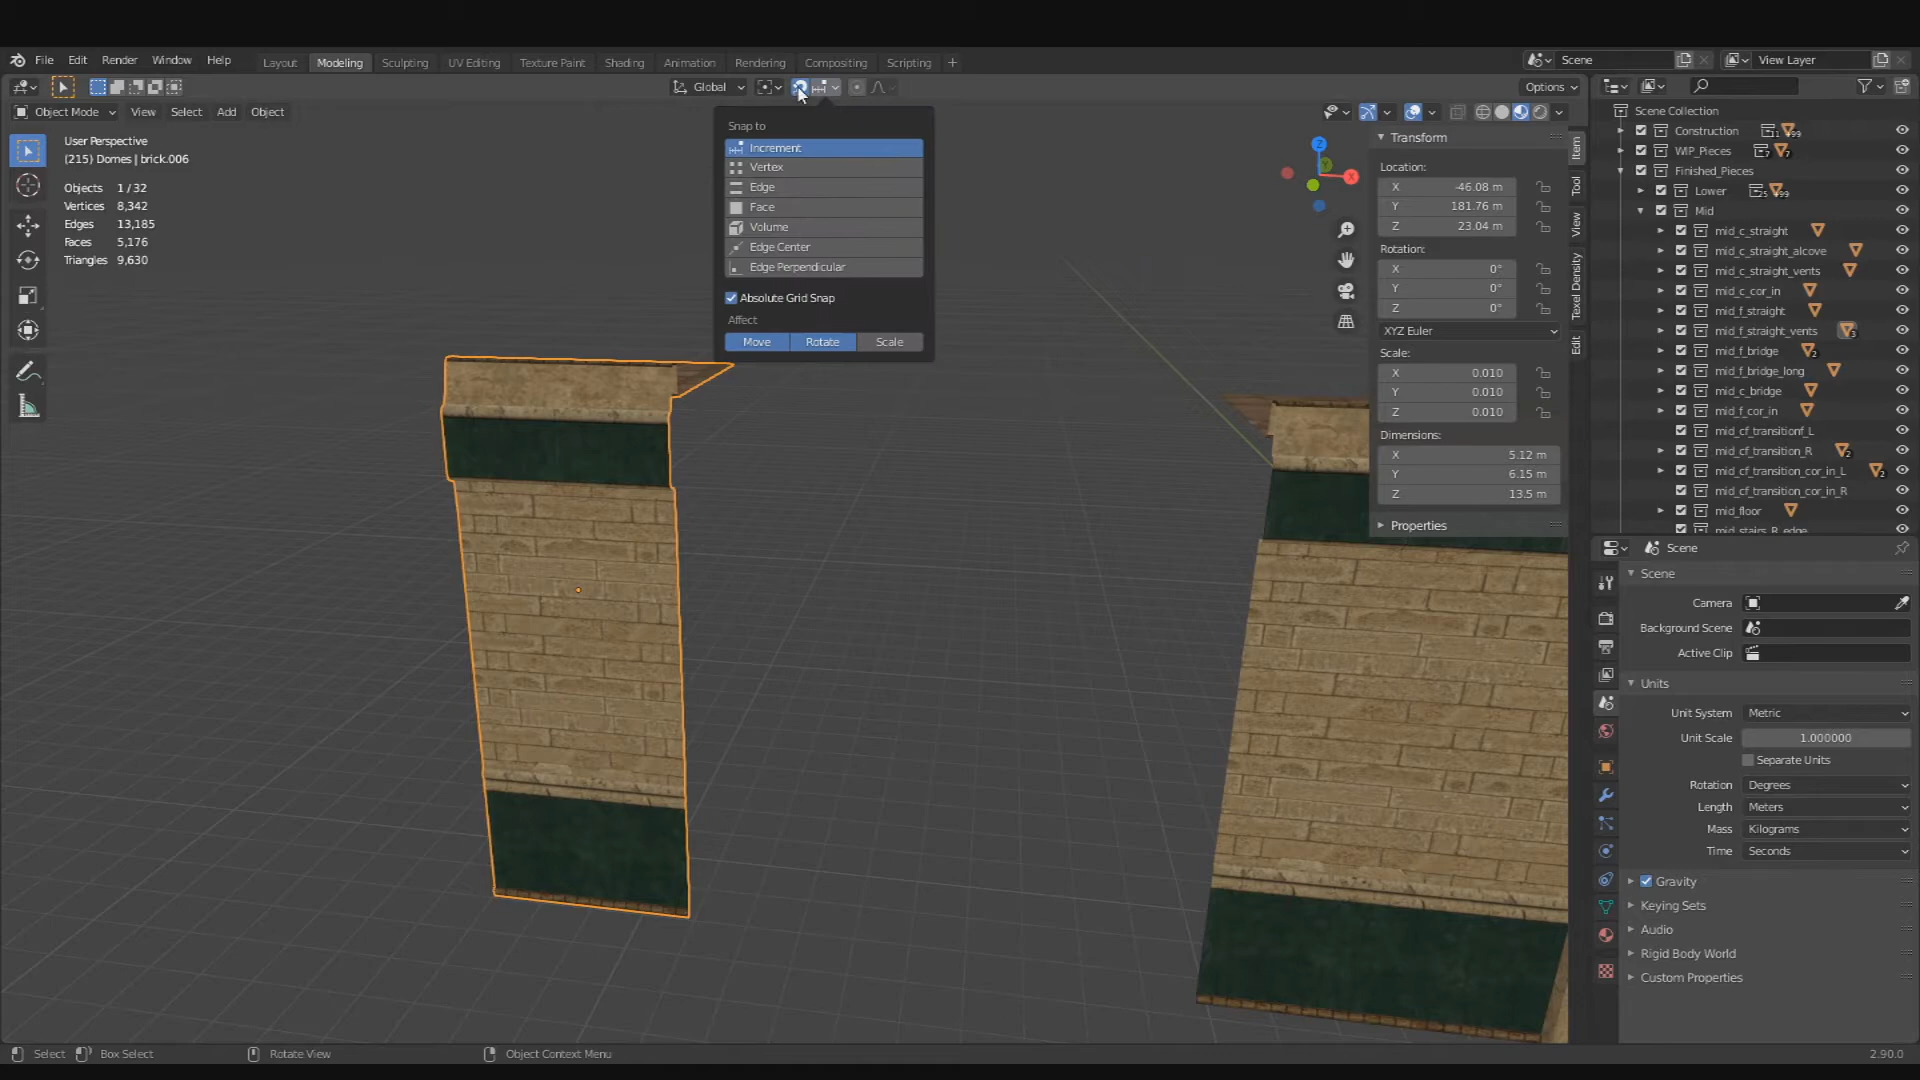 File Edit Render Window Help Layout Modeling Sculpting UV Editing Texture Paint Shading Animation Rendering Compositing Scripting + Scene View Layer
Global Options
Object Mode View Select Add Object
User Perspective
(215) Domes | brick.006
Objects 1 / 32
Vertices 8,342
Edges 13,185
Faces 5,176
Triangles 9,630
Snap to
Increment
Vertex
Edge
Face
Volume
Edge Center
Edge Perpendicular
Absolute Grid Snap
Affect
Move Rotate Scale
Z
Y
X
Transform
Location:
X -46.08 m
Y 181.76 m
Z 23.04 m
Rotation:
X 0°
Y 0°
Z 0°
XYZ Euler
Scale:
X 0.010
Y 0.010
Z 0.010
Dimensions:
X 5.12 m
Y 6.15 m
Z 13.5 m
Properties
Item
Tool
View
Texel Density
Edit
Scene Collection
Construction
WIP_Pieces 7 7
Finished_Pieces
Lower
Mid
mid_c_straight
mid_c_straight_alcove
mid_c_straight_vents
mid_c_cor_in
mid_f_straight
mid_f_straight_vents 3
mid_f_bridge 2
mid_f_bridge_long
mid_c_bridge
mid_f_cor_in
mid_cf_transitionf_L
mid_cf_transition_R 2
mid_cf_transition_cor_in_L 2
mid_cf_transition_cor_in_R
mid_floor
mid_stairs_R_edge
Scene
Scene
Camera
Background Scene
Active Clip
Units
Unit System Metric
Unit Scale 1.000000
Separate Units
Rotation Degrees
Length Meters
Mass Kilograms
Time Seconds
Gravity
Keying Sets
Audio
Rigid Body World
Custom Properties
Select Box Select Rotate View Object Context Menu 2.90.0